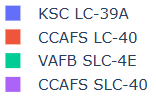 KSC LC-39A
CCAFS LC-40
VAFB SLC-4E
CCAFS SLC-40